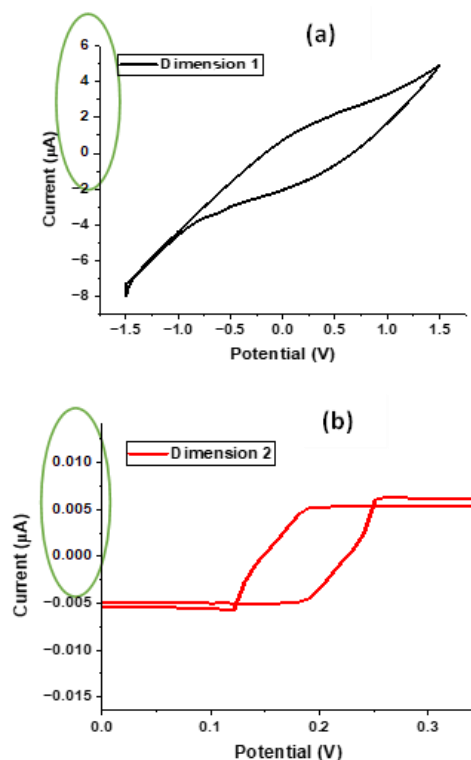 (a)
Dimension 1
6
4
2
0
−2
−4
−6
−8
Current (μA)
−1.5 −1.0 −0.5 0.0 0.5 1.0 1.5
Potential (V)
(b)
Dimension 2
0.010
0.005
0.000
−0.005
−0.010
−0.015
Current (μA)
0.0 0.1 0.2 0.3
Potential (V)